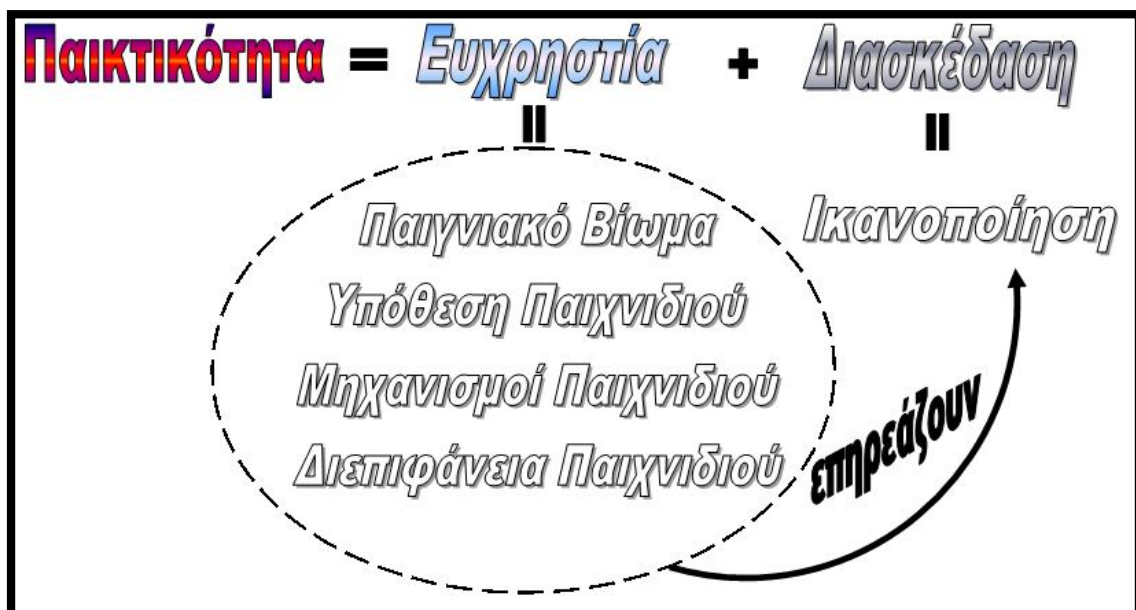 Παικτικότητα = Ευχρηστία + Διασκέδαση
= =
Παιγνιακό Βίωμα
Ικανοποίηση
Υπόθεση Παιχνιδιού
Μηχανισμοί Παιχνιδιού
Διεπιφάνεια Παιχνιδιού
επηρεάζουν